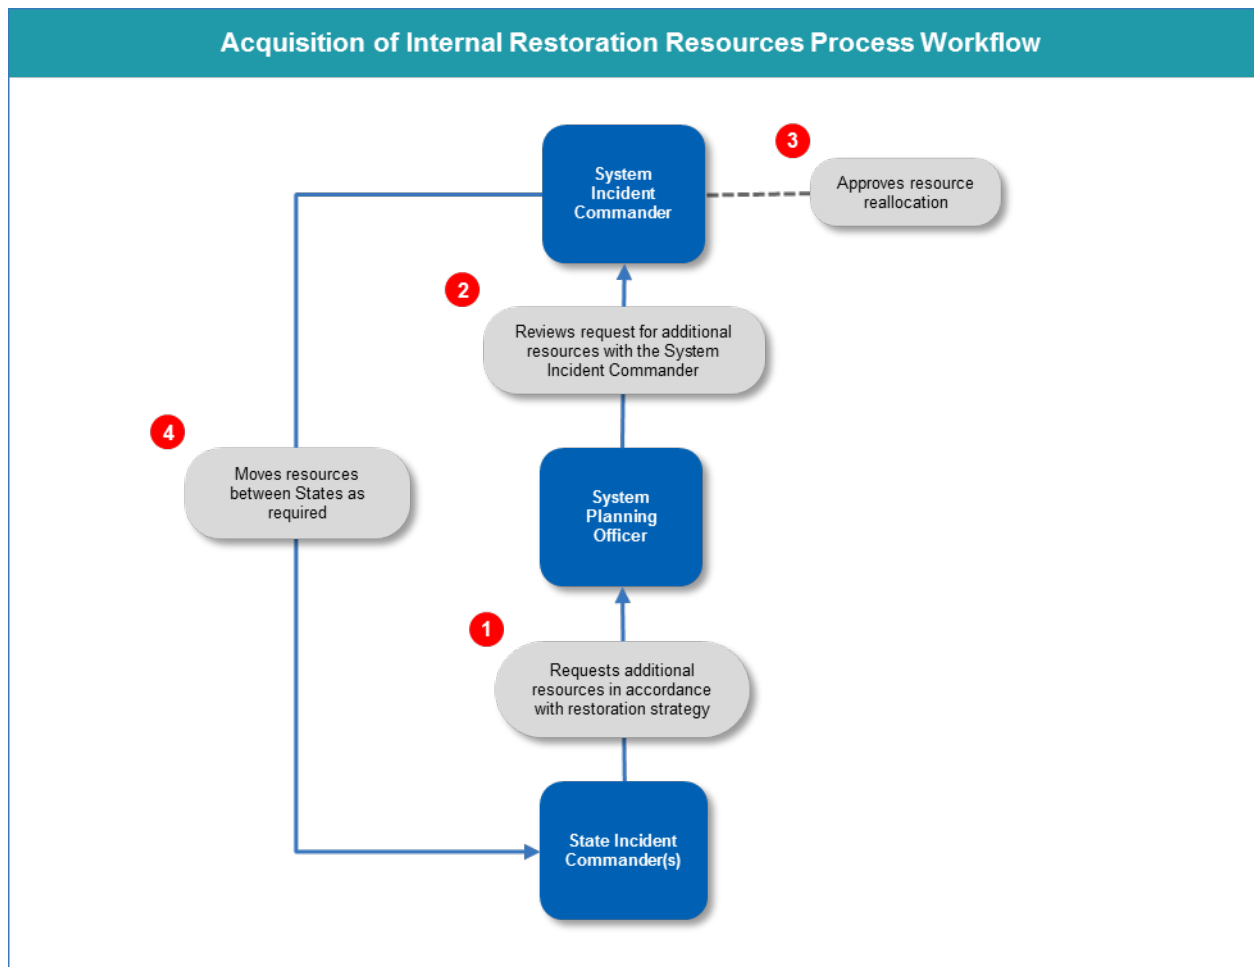 Acquisition of Internal Restoration Resources Process Workflow
System
Incident
Commander
3
Approves resource
reallocation
2
Reviews request for additional
resources with the System
Incident Commander
4
Moves resources
between States as
required
System
Planning
Officer
1
Requests additional
resources in accordance
with restoration strategy
State Incident
Commander(s)